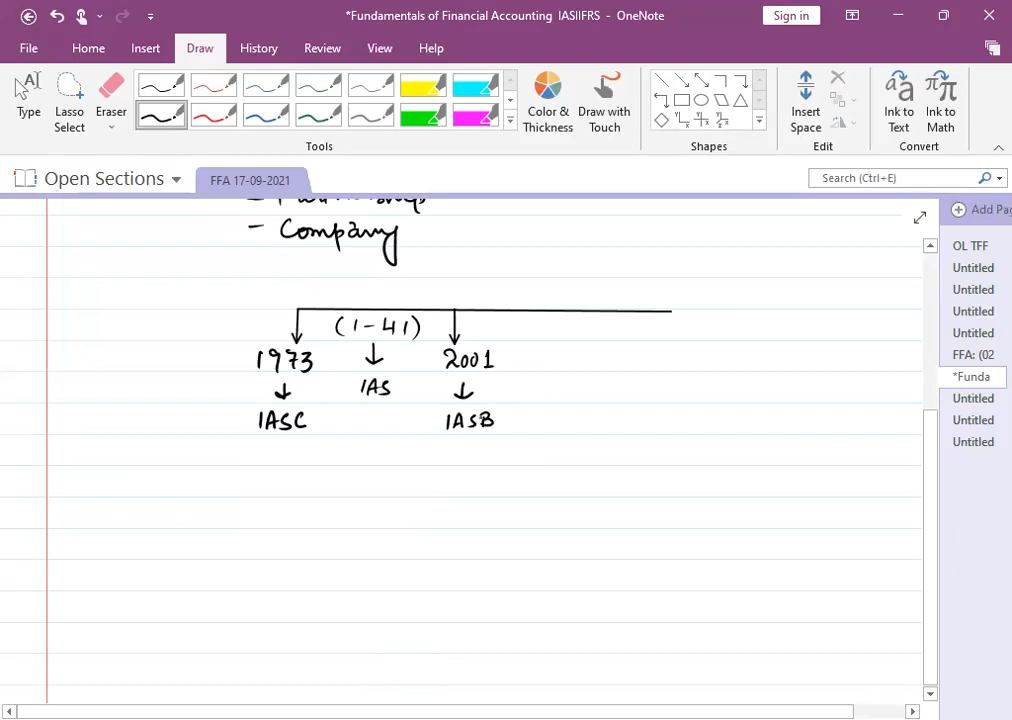 *Fundamentals of Financial Accounting IAS|IFRS - OneNote
Sign in
File Home Insert Draw History Review View Help
Type
Lasso Select
Eraser
Color & Thickness
Draw with Touch
Insert Space
Ink to Text
Ink to Math
Tools Shapes Edit Convert
Open Sections
FFA 17-09-2021
Search (Ctrl+E)
Add Pag
- Company
(1-41)
1973 2001
IAS
IASC IASB
OL TFF
Untitled
Untitled
Untitled
Untitled
FFA: (02
*Funda
Untitled
Untitled
Untitled